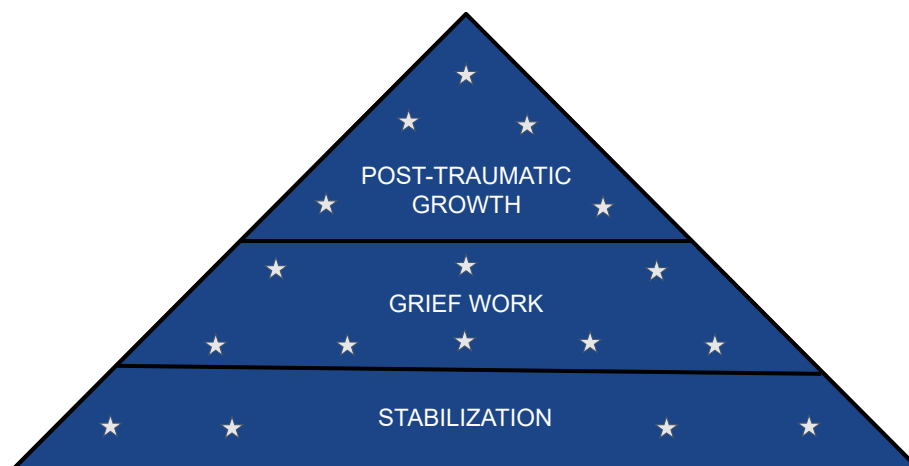 POST-TRAUMATIC
GROWTH
GRIEF WORK
STABILIZATION